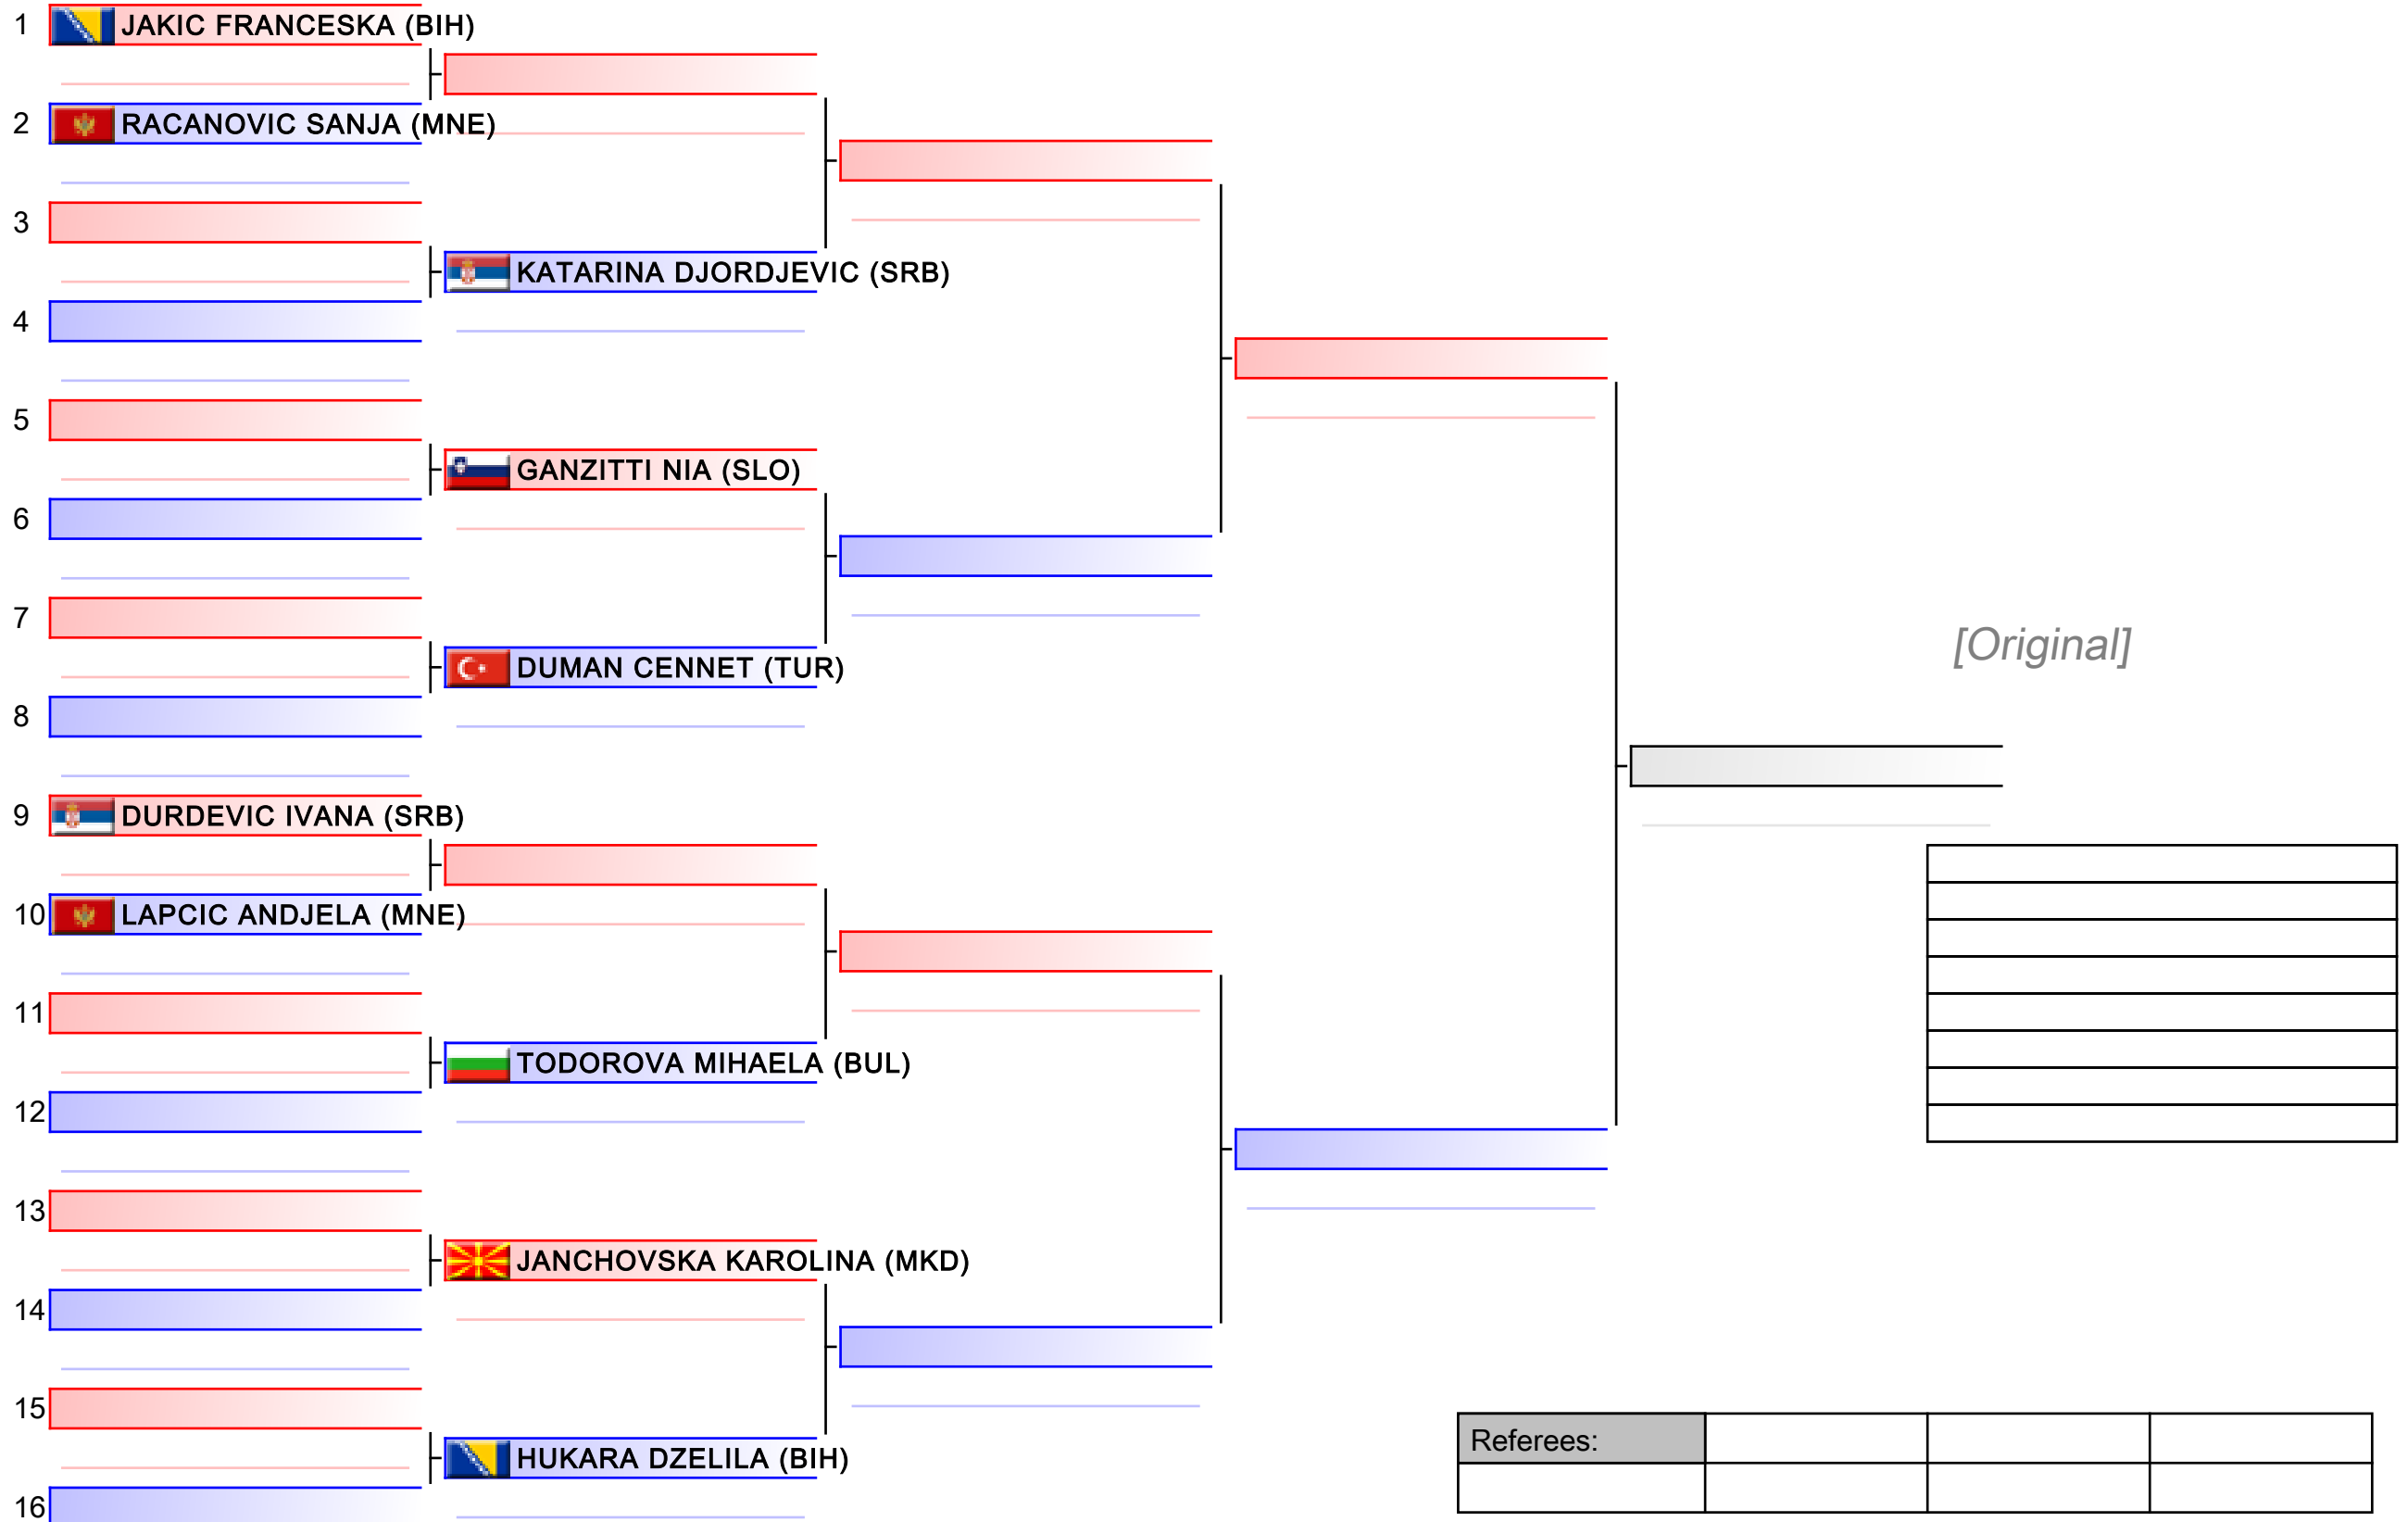 1 JAKIC FRANCESKA (BIH)
2 RACANOVIC SANJA (MNE)
3
KATARINA DJORDJEVIC (SRB)
4
5
GANZITTI NIA (SLO)
6
7
[Original]
DUMAN CENNET (TUR)
8
9 DURDEVIC IVANA (SRB)
10 LAPCIC ANDJELA (MNE)
11
TODOROVA MIHAELA (BUL)
12
13
JANCHOVSKA KAROLINA (MKD)
14
15
Referees:
HUKARA DZELILA (BIH)
16